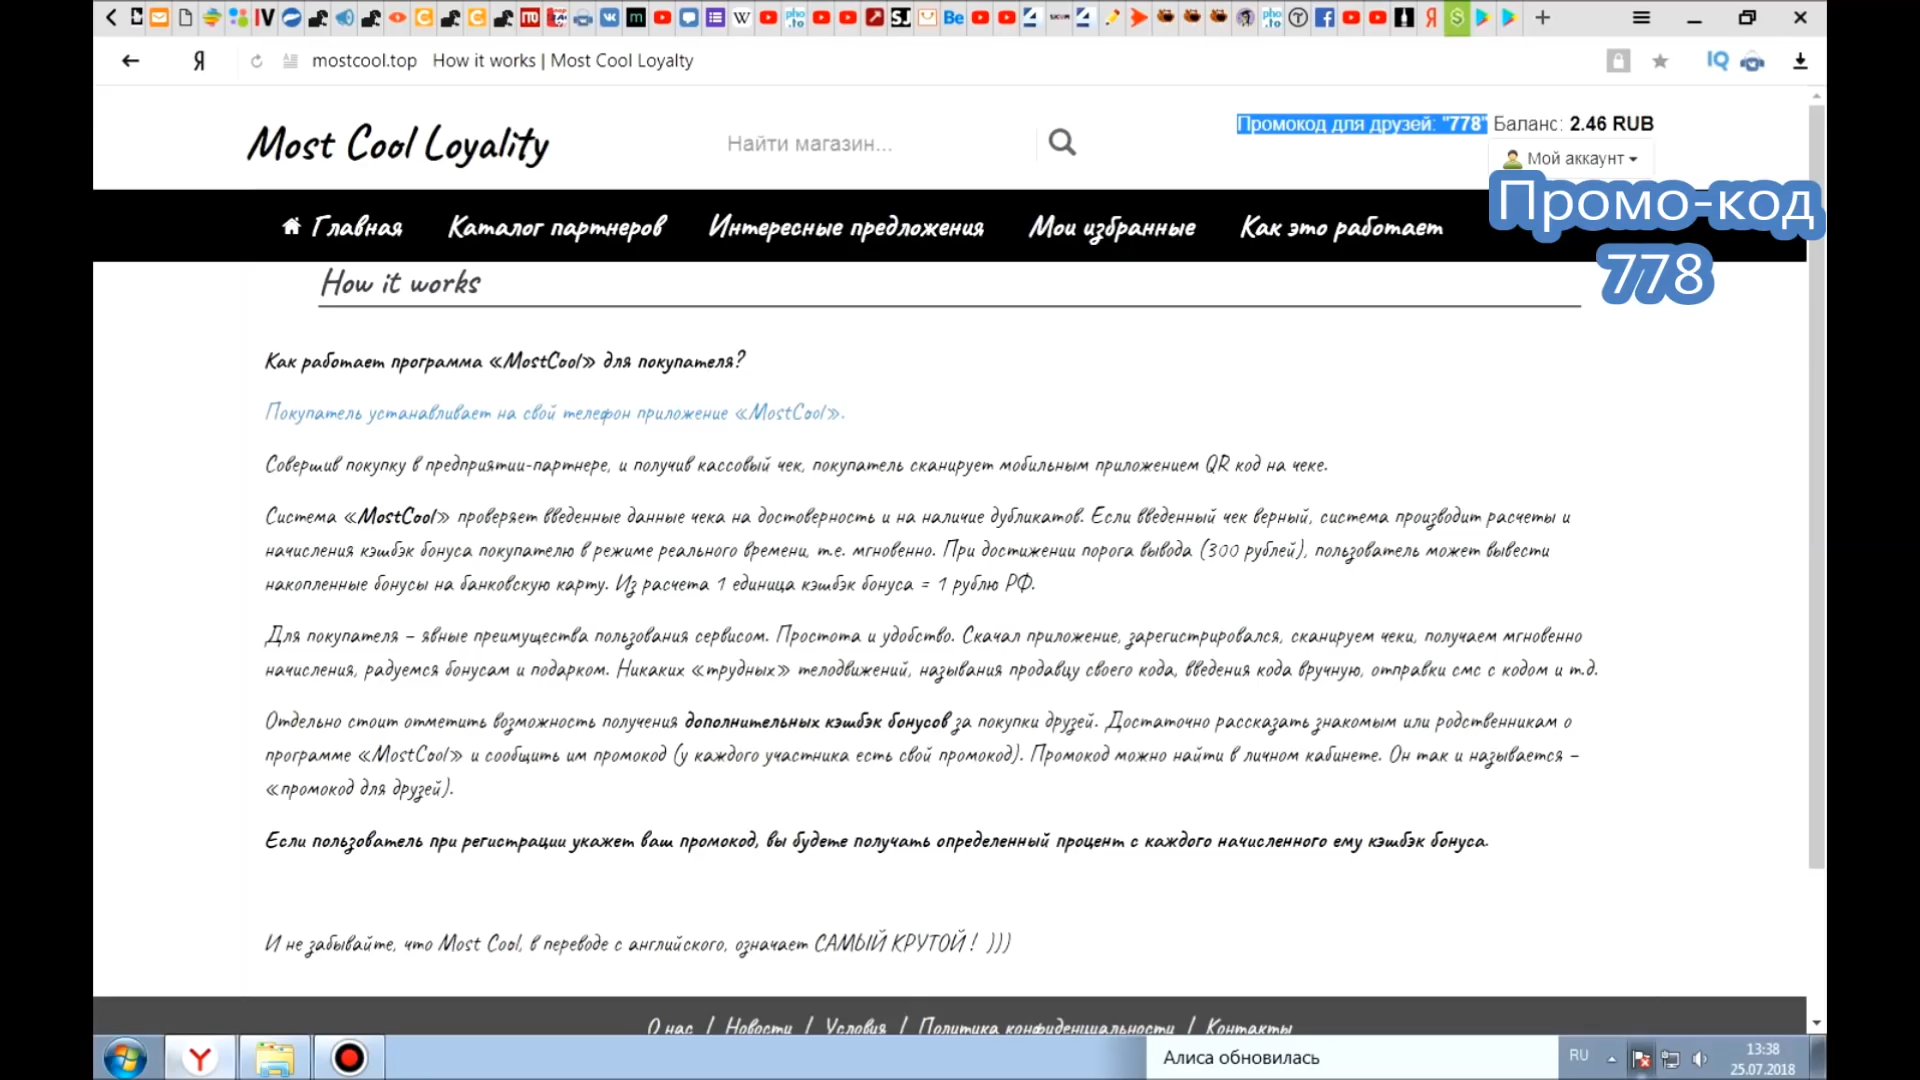 mostcool.top How it works | Most Cool Loyalty
Most Cool Loyality
Найти магазин...
Промокод для друзей: "778" Баланс: 2.46 RUB
Мой аккаунт
Промо-код
778
Главная Каталог партнеров Интересные предложения Мои избранные Как это работает
How it works
Как работает программа «MostCool» для покупателя?
Покупатель устанавливает на свой телефон приложение «MostCool».
Совершив покупку в предприятии-партнере, и получив кассовый чек, покупатель сканирует мобильным приложением QR код на чеке.
Система «MostCool» проверяет введенные данные чека на достоверность и на наличие дубликатов. Если введенный чек верный, система производит расчеты и
начисления кэшбэк бонуса покупателю в режиме реального времени, т.е. мгновенно. При достижении порога вывода (300 рублей), пользователь может вывести
накопленные бонусы на банковскую карту. Из расчета 1 единица кэшбэк бонуса = 1 рублю РФ.
Для покупателя – явные преимущества пользования сервисом. Простота и удобство. Скачал приложение, зарегистрировался, сканируем чеки, получаем мгновенно
начисления, радуемся бонусам и подарком. Никаких «трудных» телодвижений, называния продавцу своего кода, введения кода вручную, отправки смс с кодом и т.д.
Отдельно стоит отметить возможность получения дополнительных кэшбэк бонусов за покупки друзей. Достаточно рассказать знакомым или родственникам о
программе «MostCool» и сообщить им промокод (у каждого участника есть свой промокод). Промокод можно найти в личном кабинете. Он так и называется –
«промокод для друзей).
Если пользователь при регистрации укажет ваш промокод, вы будете получать определенный процент с каждого начисленного ему кэшбэк бонуса.
И не забывайте, что Most Cool, в переводе с английского, означает САМЫЙ КРУТОЙ! )))
О нас / Новости / Условия / Политика конфиденциальности / Контакты
Алиса обновилась
RU
13:38
25.07.2018